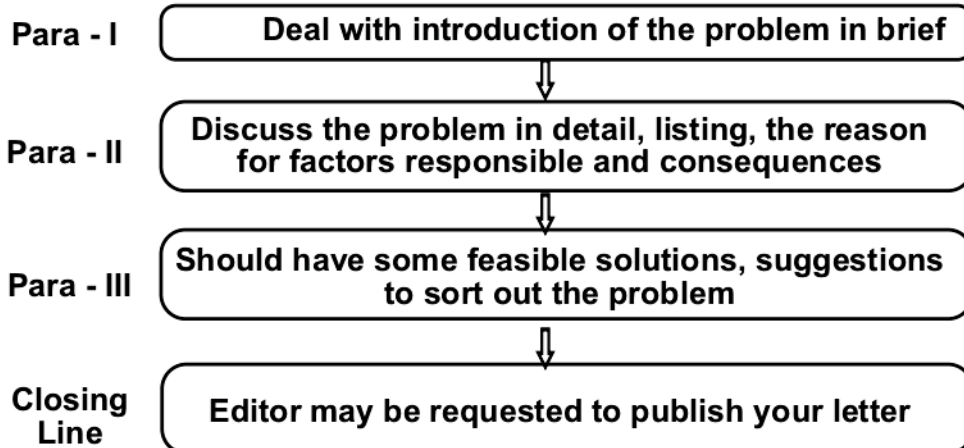 Para - I
Deal with introduction of the problem in brief
Para - II
Discuss the problem in detail, listing, the reason
for factors responsible and consequences
Para - III
Should have some feasible solutions, suggestions
to sort out the problem
Closing
Line
Editor may be requested to publish your letter